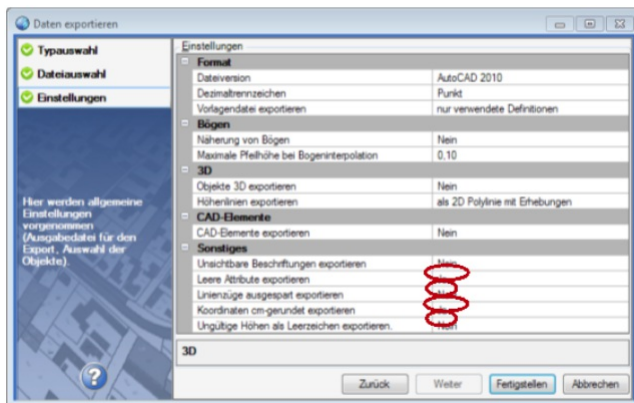 Daten exportieren
Typauswahl
Dateiauswahl
Einstellungen
Hier werden allgemeine
Einstellungen
vorgenommen
(Ausgabedatei für den
Export, Auswahl der
Objekte).
Einstellungen
Format
Dateiversion AutoCAD 2010
Dezimaltrennzeichen Punkt
Vorlagendatei exportieren nur verwendete Definitionen
Bögen
Näherung von Bögen Nein
Maximale Pfeilhöhe bei Bogeninterpolation 0,10
3D
Objekte 3D exportieren Nein
Höhenlinien exportieren als 2D Polylinie mit Erhebungen
CAD-Elemente
CAD-Elemente exportieren Nein
Sonstiges
Unsichtbare Beschriftungen exportieren Nein
Leere Attribute exportieren
Linienzüge ausgespart exportieren
Koordinaten cm-gerundet exportieren
Ungültige Höhen als Leerzeichen exportieren. Nein
3D
Zurück Weiter Fertigstellen Abbrechen